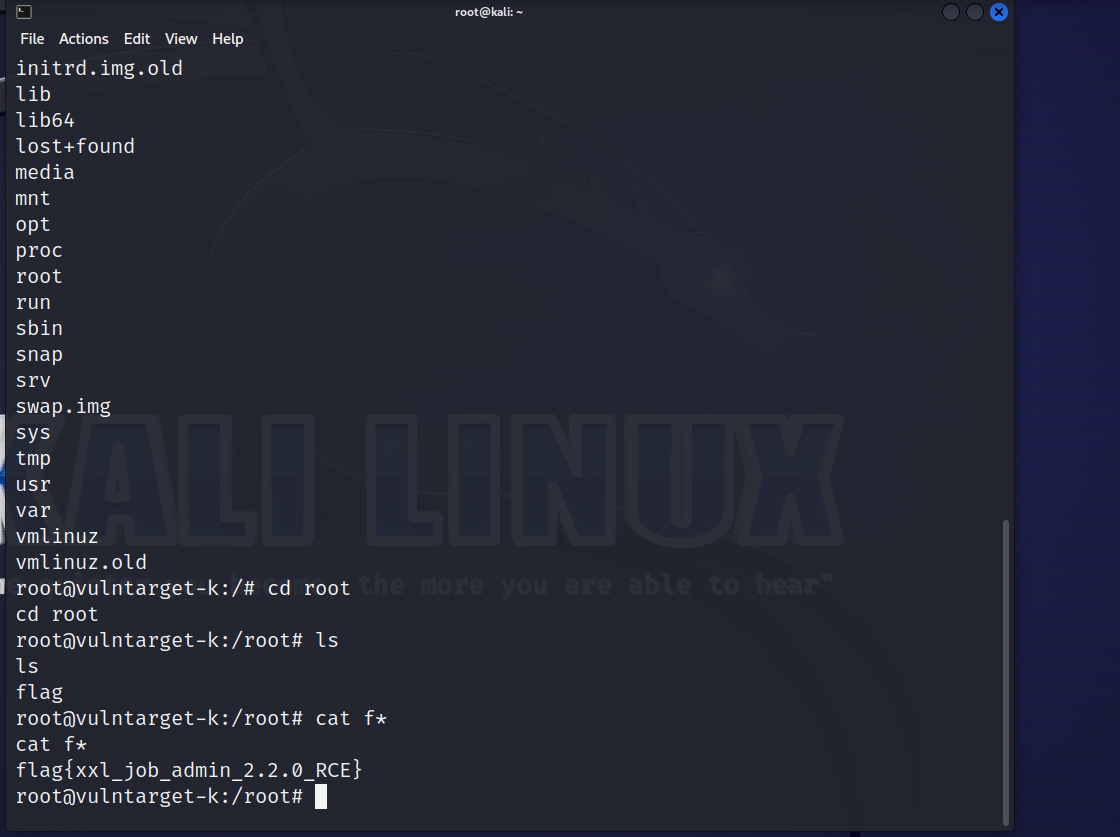 root@kali: ~
File Actions Edit View Help
initrd.img.old
lib
lib64
lost+found
media
mnt
opt
proc
root
run
sbin
snap
srv
swap.img
sys
tmp
usr
var
vmlinuz
vmlinuz.old
root@vulntarget-k:/# cd root
cd root
root@vulntarget-k:/root# ls
ls
flag
root@vulntarget-k:/root# cat f*
cat f*
flag{xxl_job_admin_2.2.0_RCE}
root@vulntarget-k:/root#
KALI LINUX
the more you are able to hear"